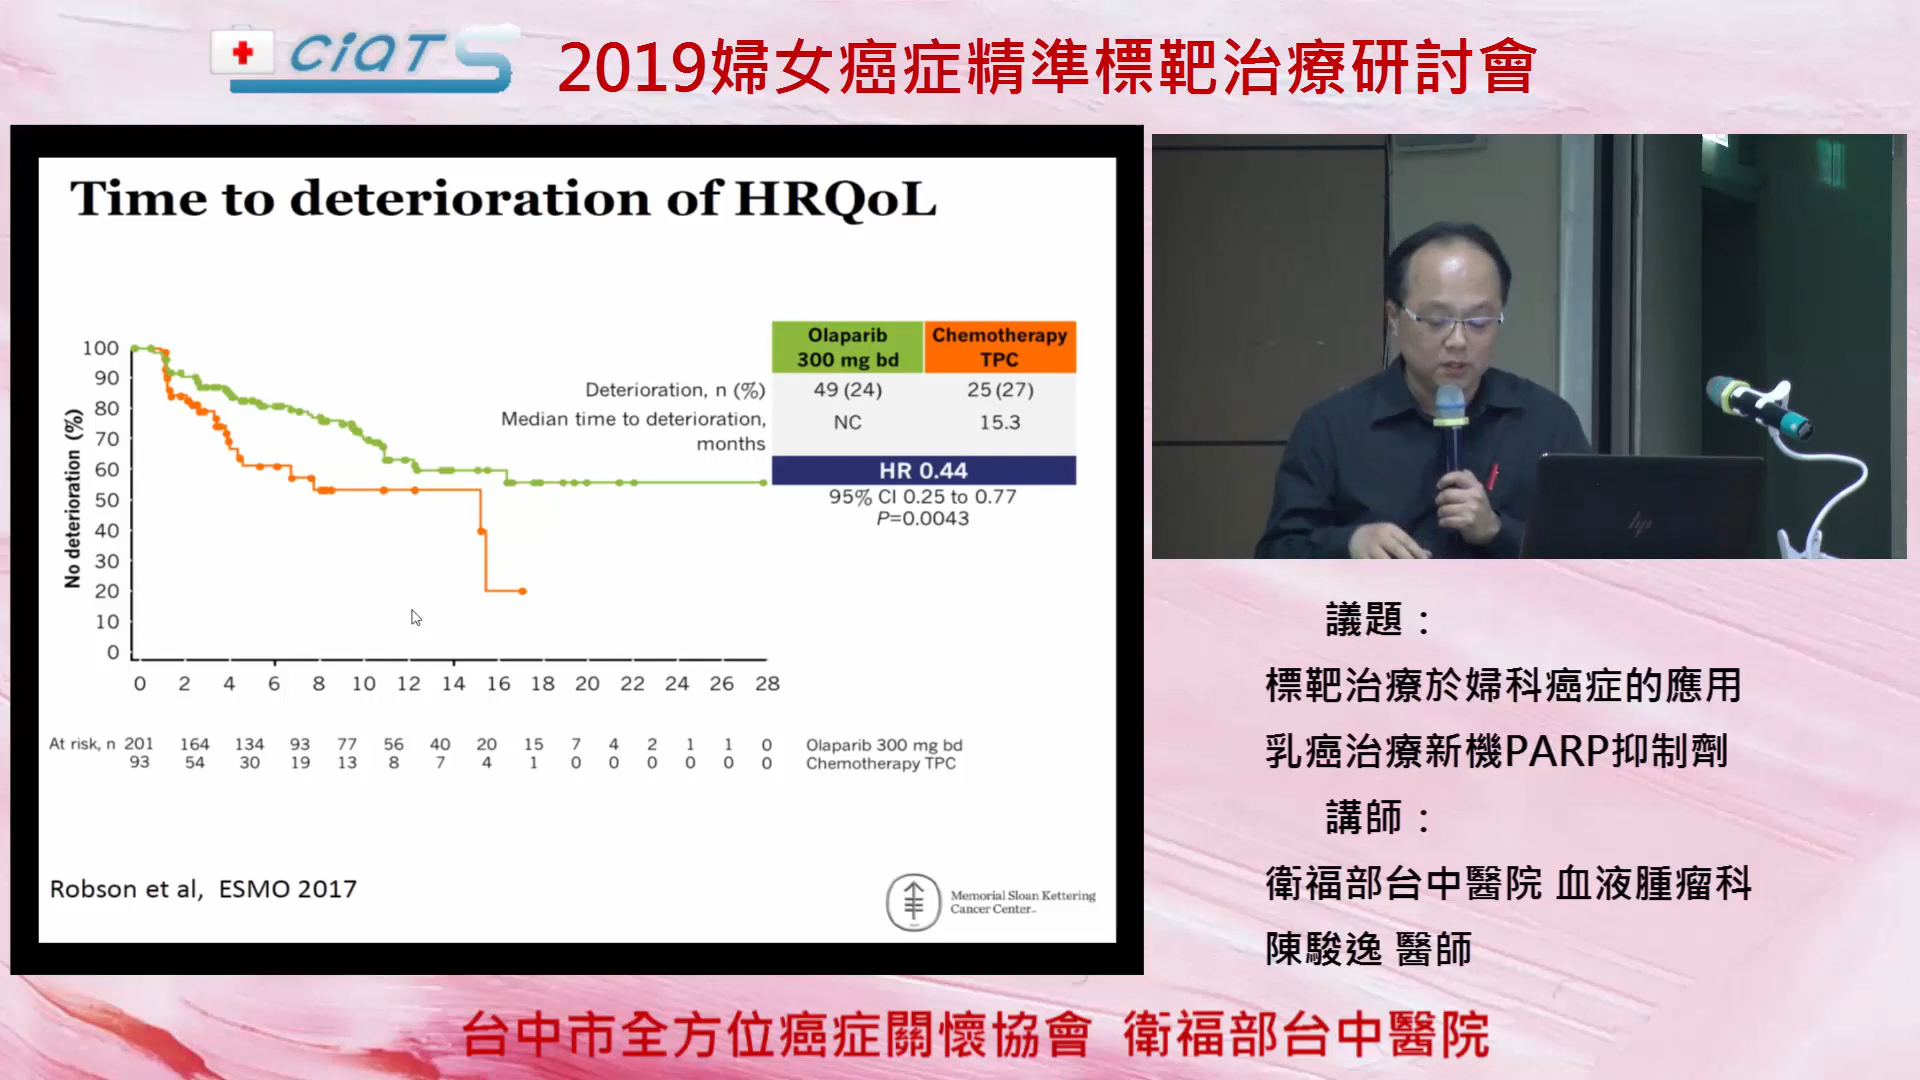 CiQTS
2019婦女癌症精準標靶治療研討會
Time to deterioration of HRQoL
Olaparib 300 mg bd
Chemotherapy TPC
Deterioration, n (%) 49 (24) 25 (27)
Median time to deterioration, months NC 15.3
HR 0.44
95% CI 0.25 to 0.77
P=0.0043
No deterioration (%)
100
90
80
70
60
50
40
30
20
10
0
0 2 4 6 8 10 12 14 16 18 20 22 24 26 28
At risk, n 201 164 134 93 77 56 40 20 15 7 4 2 1 1 0 Olaparib 300 mg bd
93 54 30 19 13 8 7 4 1 0 0 0 0 0 0 Chemotherapy TPC
Robson et al, ESMO 2017
Memorial Sloan Kettering
Cancer Center
hp
議題：
標靶治療於婦科癌症的應用
乳癌治療新機PARP抑制劑
講師：
衛福部台中醫院 血液腫瘤科
陳駿逸 醫師
台中市全方位癌症關懷協會 衛福部台中醫院